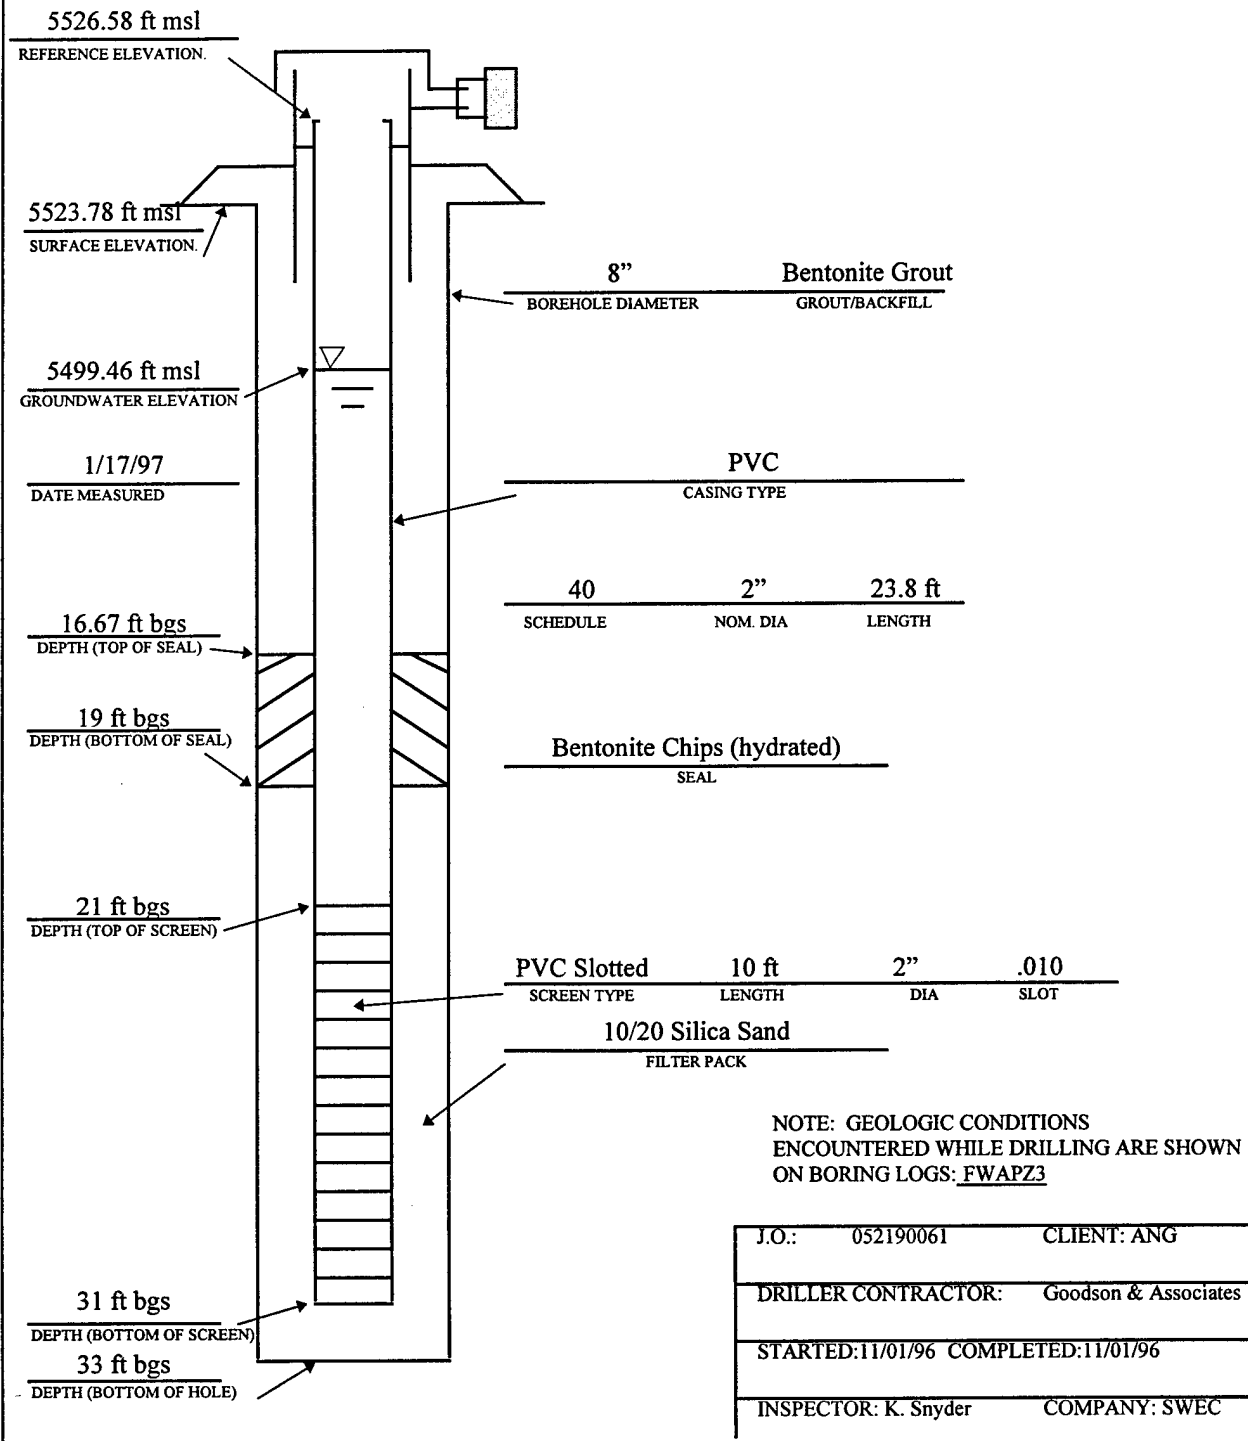 5526.58 ft msl
REFERENCE ELEVATION.
5523.78 ft msl
SURFACE ELEVATION.
8” Bentonite Grout
BOREHOLE DIAMETER GROUT/BACKFILL
5499.46 ft msl
GROUNDWATER ELEVATION
1/17/97
DATE MEASURED
PVC
CASING TYPE
40 2” 23.8 ft
SCHEDULE NOM. DIA LENGTH
16.67 ft bgs
DEPTH (TOP OF SEAL)
19 ft bgs
DEPTH (BOTTOM OF SEAL)
Bentonite Chips (hydrated)
SEAL
21 ft bgs
DEPTH (TOP OF SCREEN)
PVC Slotted 10 ft 2” .010
SCREEN TYPE LENGTH DIA SLOT
10/20 Silica Sand
FILTER PACK
NOTE: GEOLOGIC CONDITIONS
ENCOUNTERED WHILE DRILLING ARE SHOWN
ON BORING LOGS: FWAPZ3
31 ft bgs
DEPTH (BOTTOM OF SCREEN)
33 ft bgs
DEPTH (BOTTOM OF HOLE)
J.O.: 052190061 CLIENT: ANG
DRILLER CONTRACTOR: Goodson & Associates
STARTED:11/01/96 COMPLETED:11/01/96
INSPECTOR: K. Snyder COMPANY: SWEC